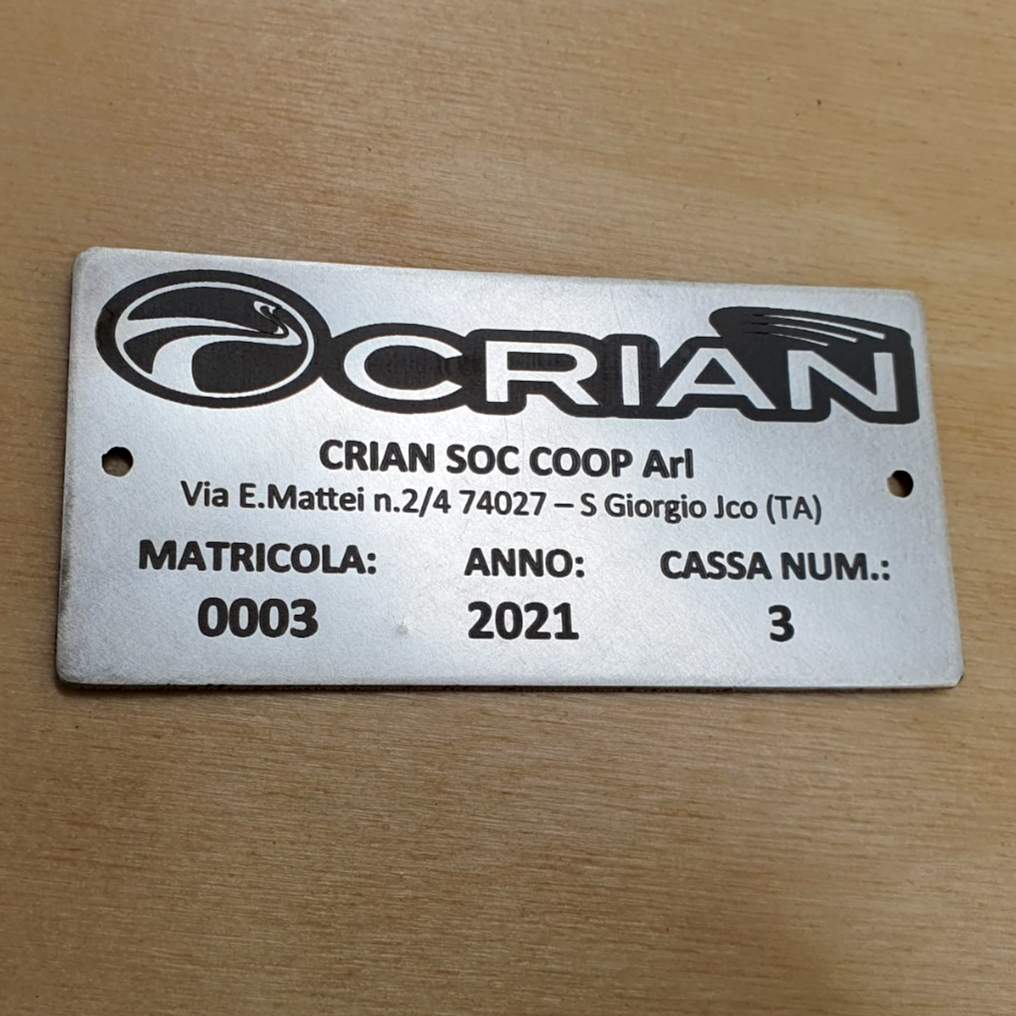 CRIAN
CRIAN SOC COOP Arl
Via E.Mattei n.2/4 74027 – S Giorgio Jco (TA)
MATRICOLA: ANNO: CASSA NUM.:
0003 2021 3